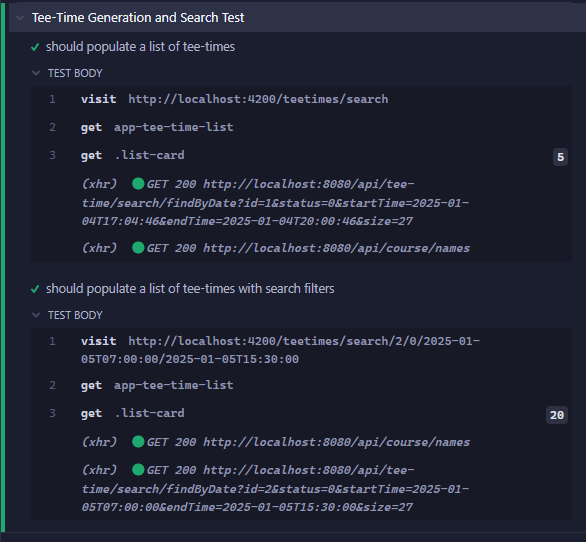 Tee-Time Generation and Search Test
should populate a list of tee-times
TEST BODY
1 visit http://localhost:4200/teetimes/search
2 get app-tee-time-list
3 get .list-card 5
(xhr) GET 200 http://localhost:8080/api/tee-
time/search/findByDate?id=1&status=0&startTime=2025-01-
04T17:04:46&endTime=2025-01-04T20:00:46&size=27
(xhr) GET 200 http://localhost:8080/api/course/names
should populate a list of tee-times with search filters
TEST BODY
1 visit http://localhost:4200/teetimes/search/2/0/2025-01-
05T07:00:00/2025-01-05T15:30:00
2 get app-tee-time-list
3 get .list-card 20
(xhr) GET 200 http://localhost:8080/api/course/names
(xhr) GET 200 http://localhost:8080/api/tee-
time/search/findByDate?id=2&status=0&startTime=2025-01-
05T07:00:00&endTime=2025-01-05T15:30:00&size=27